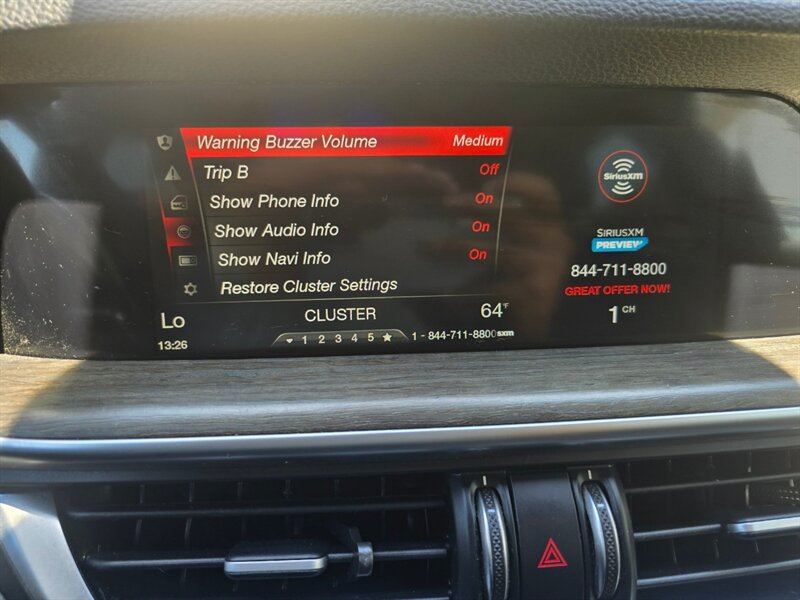 Warning Buzzer Volume Medium
Trip B Off
Show Phone Info On
Show Audio Info On
Show Navi Info On
Restore Cluster Settings
Lo CLUSTER 64°F
13:26 1 2 3 4 5 1 - 844-711-8800 sxm
SiriusXM
SIRIUSXM
PREVIEW
844-711-8800
GREAT OFFER NOW!
1 CH